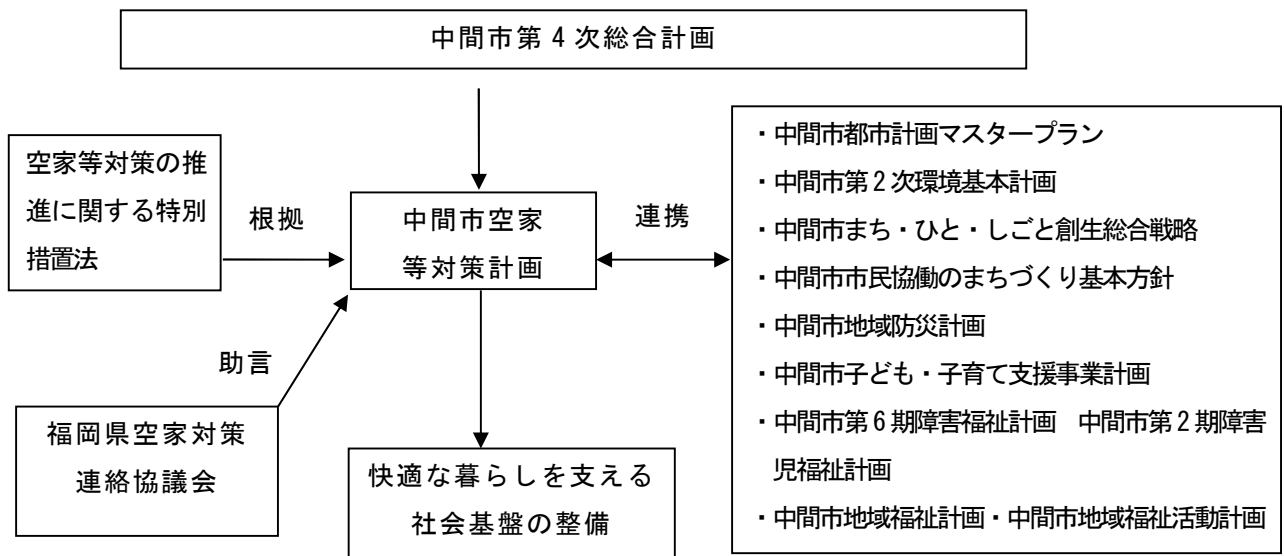 中間市第4次総合計画
空家等対策の推
進に関する特別
措置法
根拠
中間市空家
等対策計画
連携
・中間市都市計画マスタープラン
・中間市第2次環境基本計画
・中間市まち・ひと・しごと創生総合戦略
・中間市市民協働のまちづくり基本方針
・中間市地域防災計画
・中間市子ども・子育て支援事業計画
・中間市第6期障害福祉計画　中間市第2期障害
児福祉計画
・中間市地域福祉計画・中間市地域福祉活動計画
助言
福岡県空家対策
連絡協議会
快適な暮らしを支える
社会基盤の整備